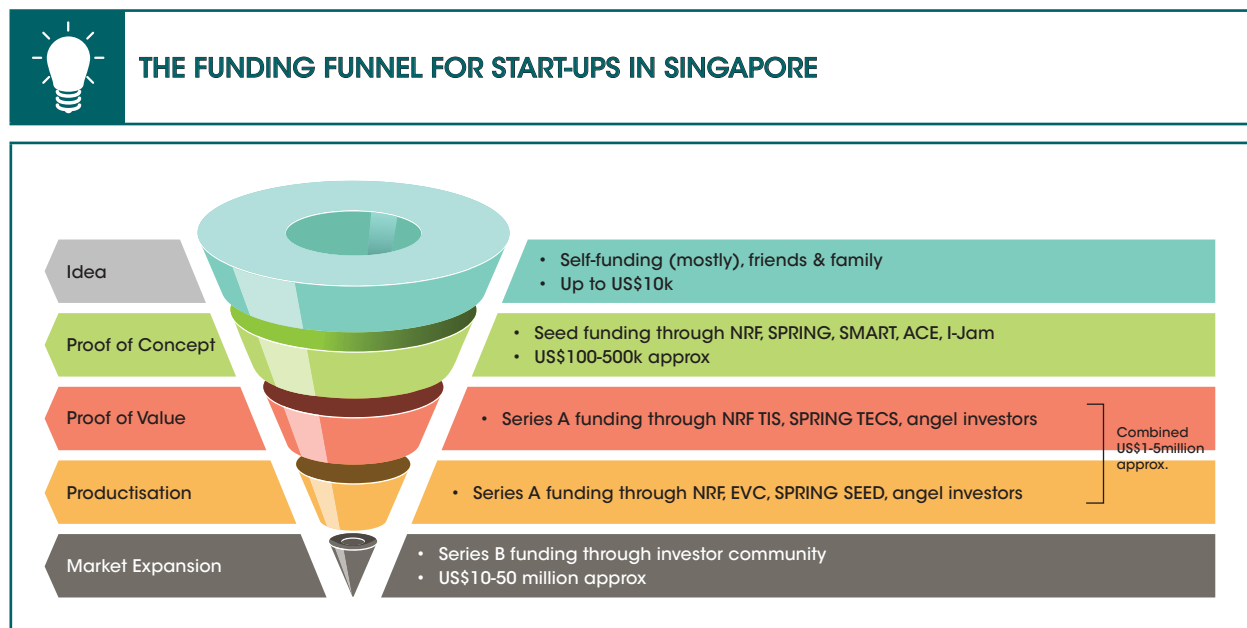 THE FUNDING FUNNEL FOR START-UPS IN SINGAPORE
Idea
• Self-funding (mostly), friends & family
• Up to US$10k
Proof of Concept
• Seed funding through NRF, SPRING, SMART, ACE, I-Jam
• US$100-500k approx
Proof of Value
• Series A funding through NRF TIS, SPRING TECS, angel investors
Combined
US$1-5million
approx.
Productisation
• Series A funding through NRF, EVC, SPRING SEED, angel investors
Market Expansion
• Series B funding through investor community
• US$10-50 million approx